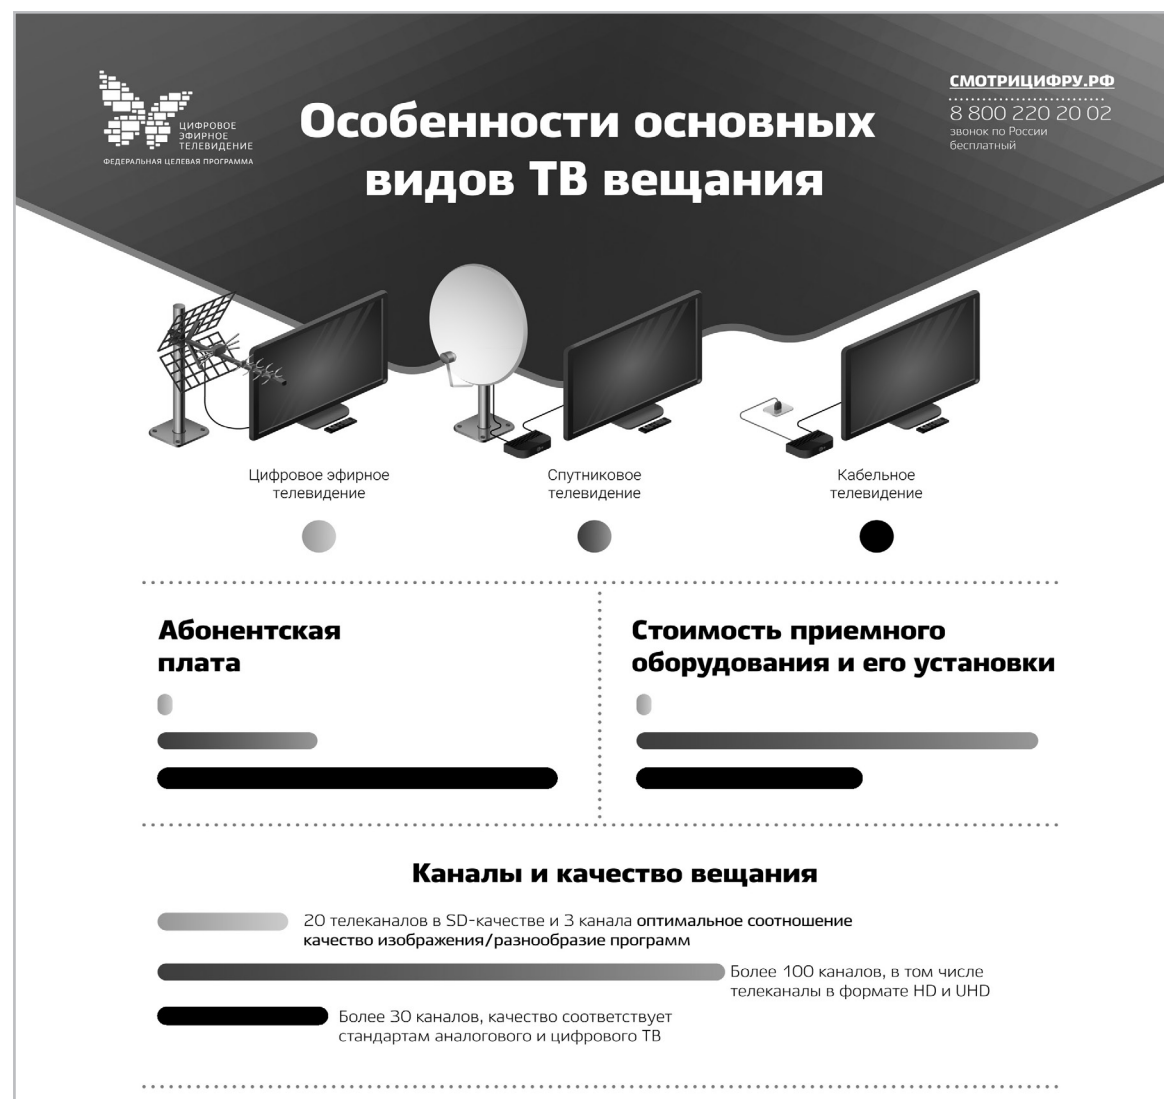 ЦИФРОВОЕ
ЭФИРНОЕ
ТЕЛЕВИДЕНИЕ
ФЕДЕРАЛЬНАЯ ЦЕЛЕВАЯ ПРОГРАММА
Особенности основных
видов ТВ вещания
СМОТРИЦИФРУ.РФ
8 800 220 20 02
звонок по России
бесплатный
Цифровое эфирное
телевидение
Спутниковое
телевидение
Кабельное
телевидение
Абонентская
плата
Стоимость приемного
оборудования и его установки
Каналы и качество вещания
20 телеканалов в SD-качестве и 3 канала оптимальное соотношение
качество изображения/разнообразие программ
Более 100 каналов, в том числе
телеканалы в формате HD и UHD
Более 30 каналов, качество соответствует
стандартам аналогового и цифрового ТВ